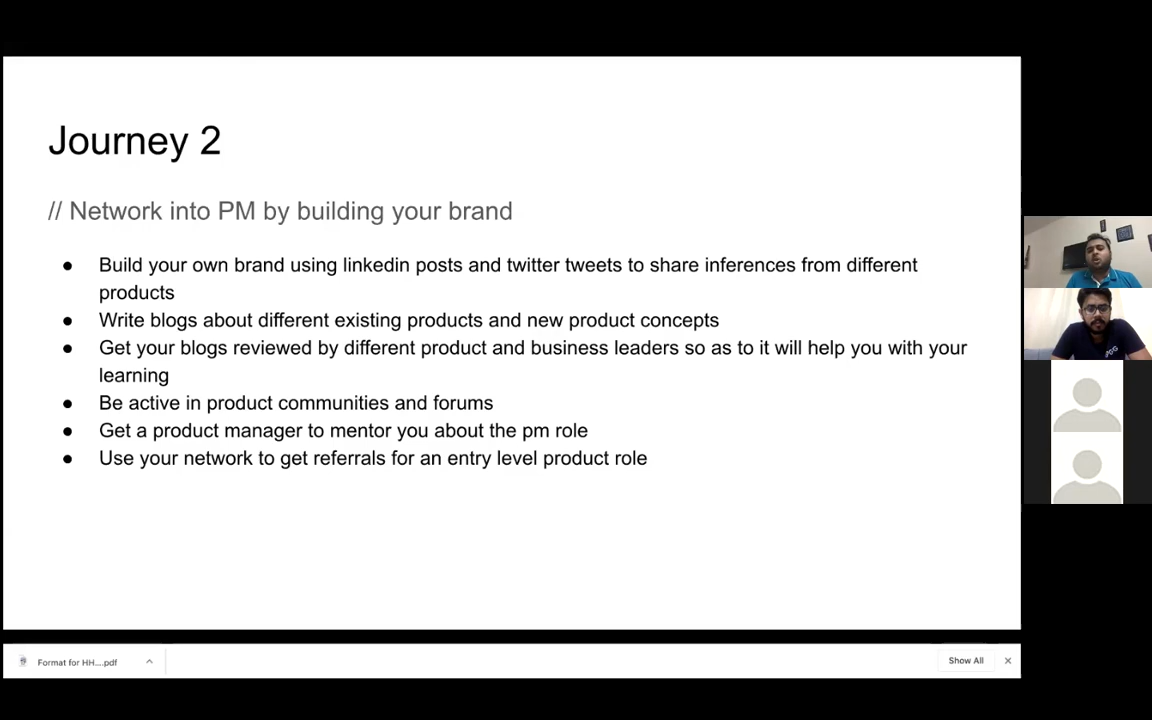 Journey 2
// Network into PM by building your brand
● Build your own brand using linkedin posts and twitter tweets to share inferences from different
products
● Write blogs about different existing products and new product concepts
● Get your blogs reviewed by different product and business leaders so as to it will help you with your
learning
● Be active in product communities and forums
● Get a product manager to mentor you about the pm role
● Use your network to get referrals for an entry level product role
Format for HH....pdf
Show All